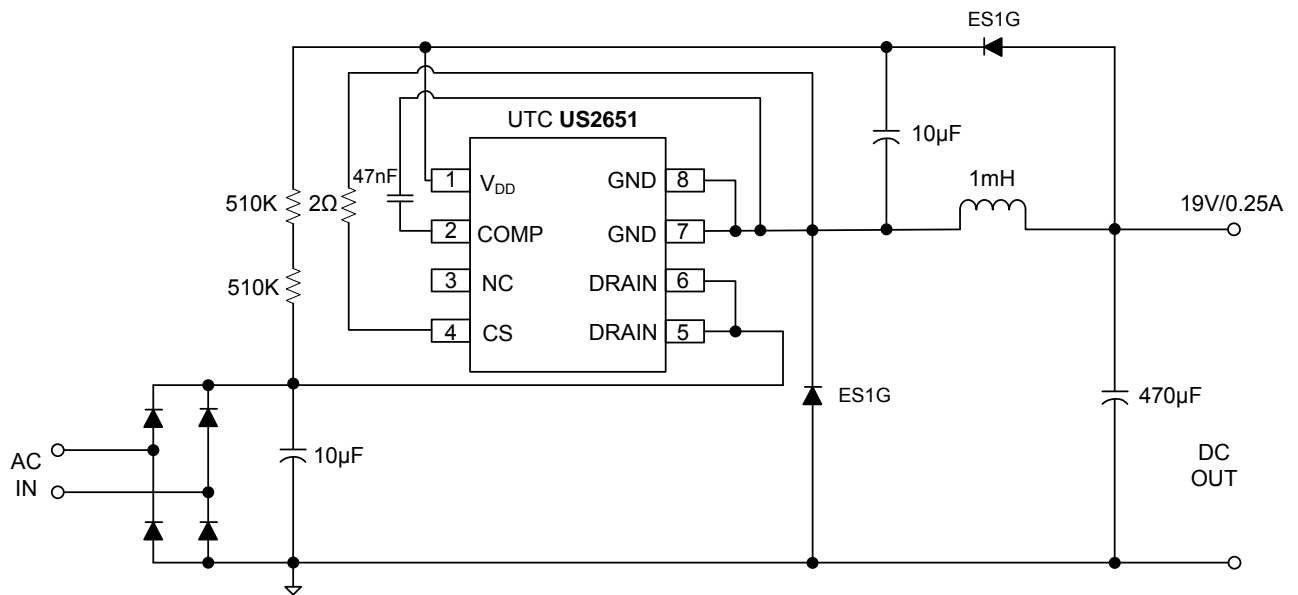 ES1G
UTC US2651
10µF
47nF
1
VDD
GND
8
1mH
510K
2Ω
19V/0.25A
2
COMP
GND
7
510K
3
NC
DRAIN
6
4
CS
DRAIN
5
ES1G
470µF
AC
IN
10µF
DC
OUT